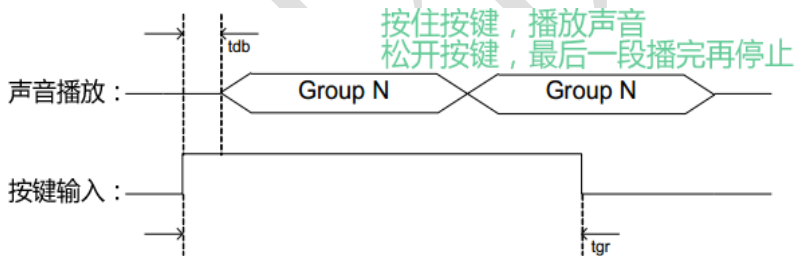 按住按键，播放声音
松开按键，最后一段播完再停止
tdb
声音播放：
Group N
Group N
按键输入：
tgr